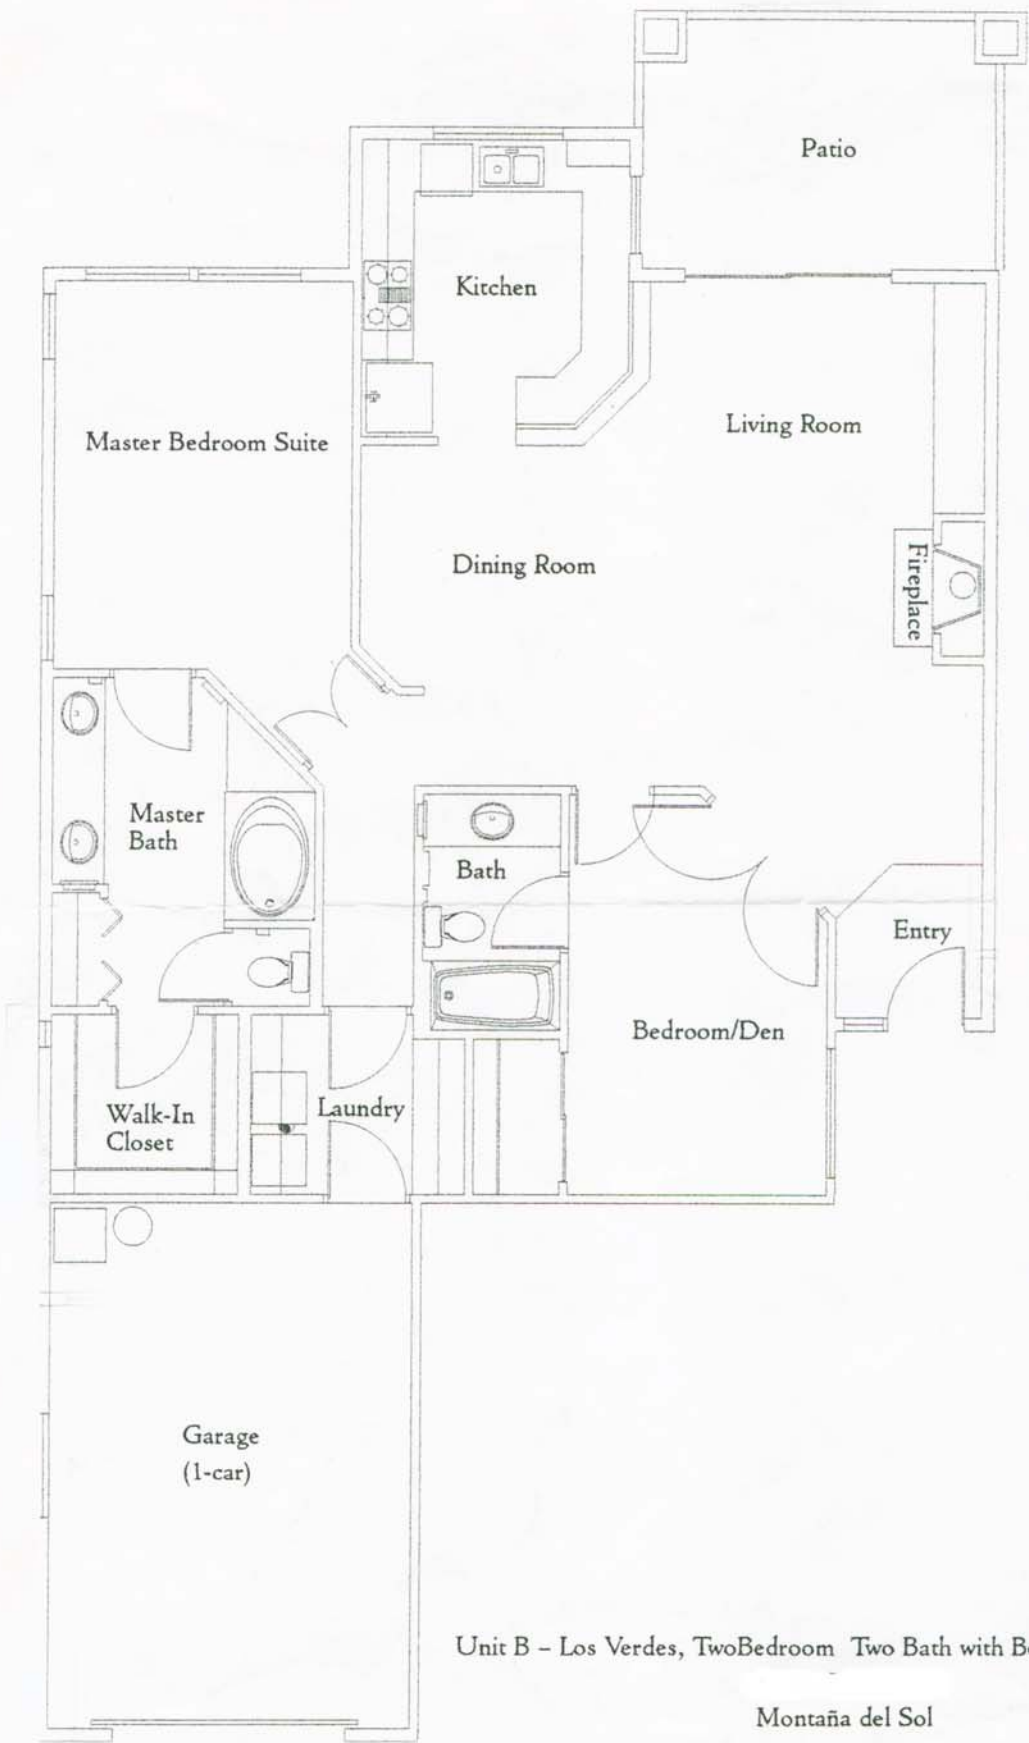 Patio
Kitchen
Master Bedroom Suite
Living Room
Dining Room
Fireplace
Master
Bath
Bath
Entry
Bedroom/Den
Walk-In
Closet
Laundry
Garage
(1-car)
Unit B – Los Verdes, TwoBedroom Two Bath with
Montaña del Sol